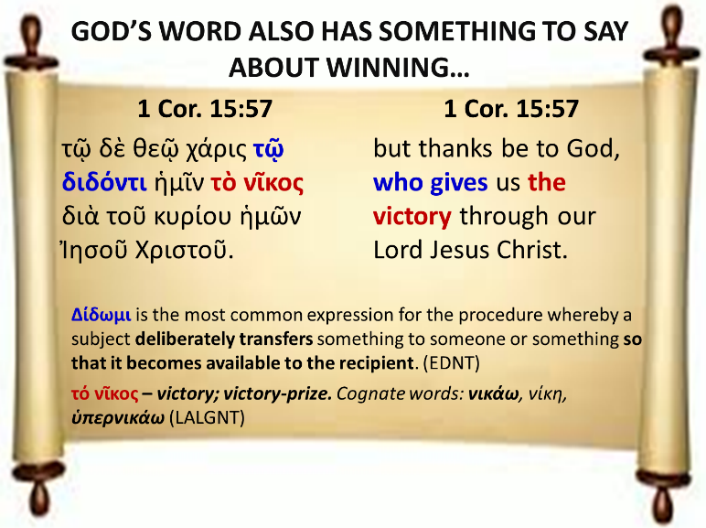 GOD’S WORD ALSO HAS SOMETHING TO SAY
ABOUT WINNING…
1 Cor. 15:57
τῷ δὲ θεῷ χάρις τῷ
διδόντι ἡμῖν τὸ νῖκος
διὰ τοῦ κυρίου ἡμῶν
Ἰησοῦ Χριστοῦ.
1 Cor. 15:57
but thanks be to God,
who gives us the
victory through our
Lord Jesus Christ.
Δίδωμι is the most common expression for the procedure whereby a
subject deliberately transfers something to someone or something so
that it becomes available to the recipient. (EDNT)
τό νῖκος – victory; victory-prize. Cognate words: νικάω, νίκη,
ὑπερνικάω (LALGNT)